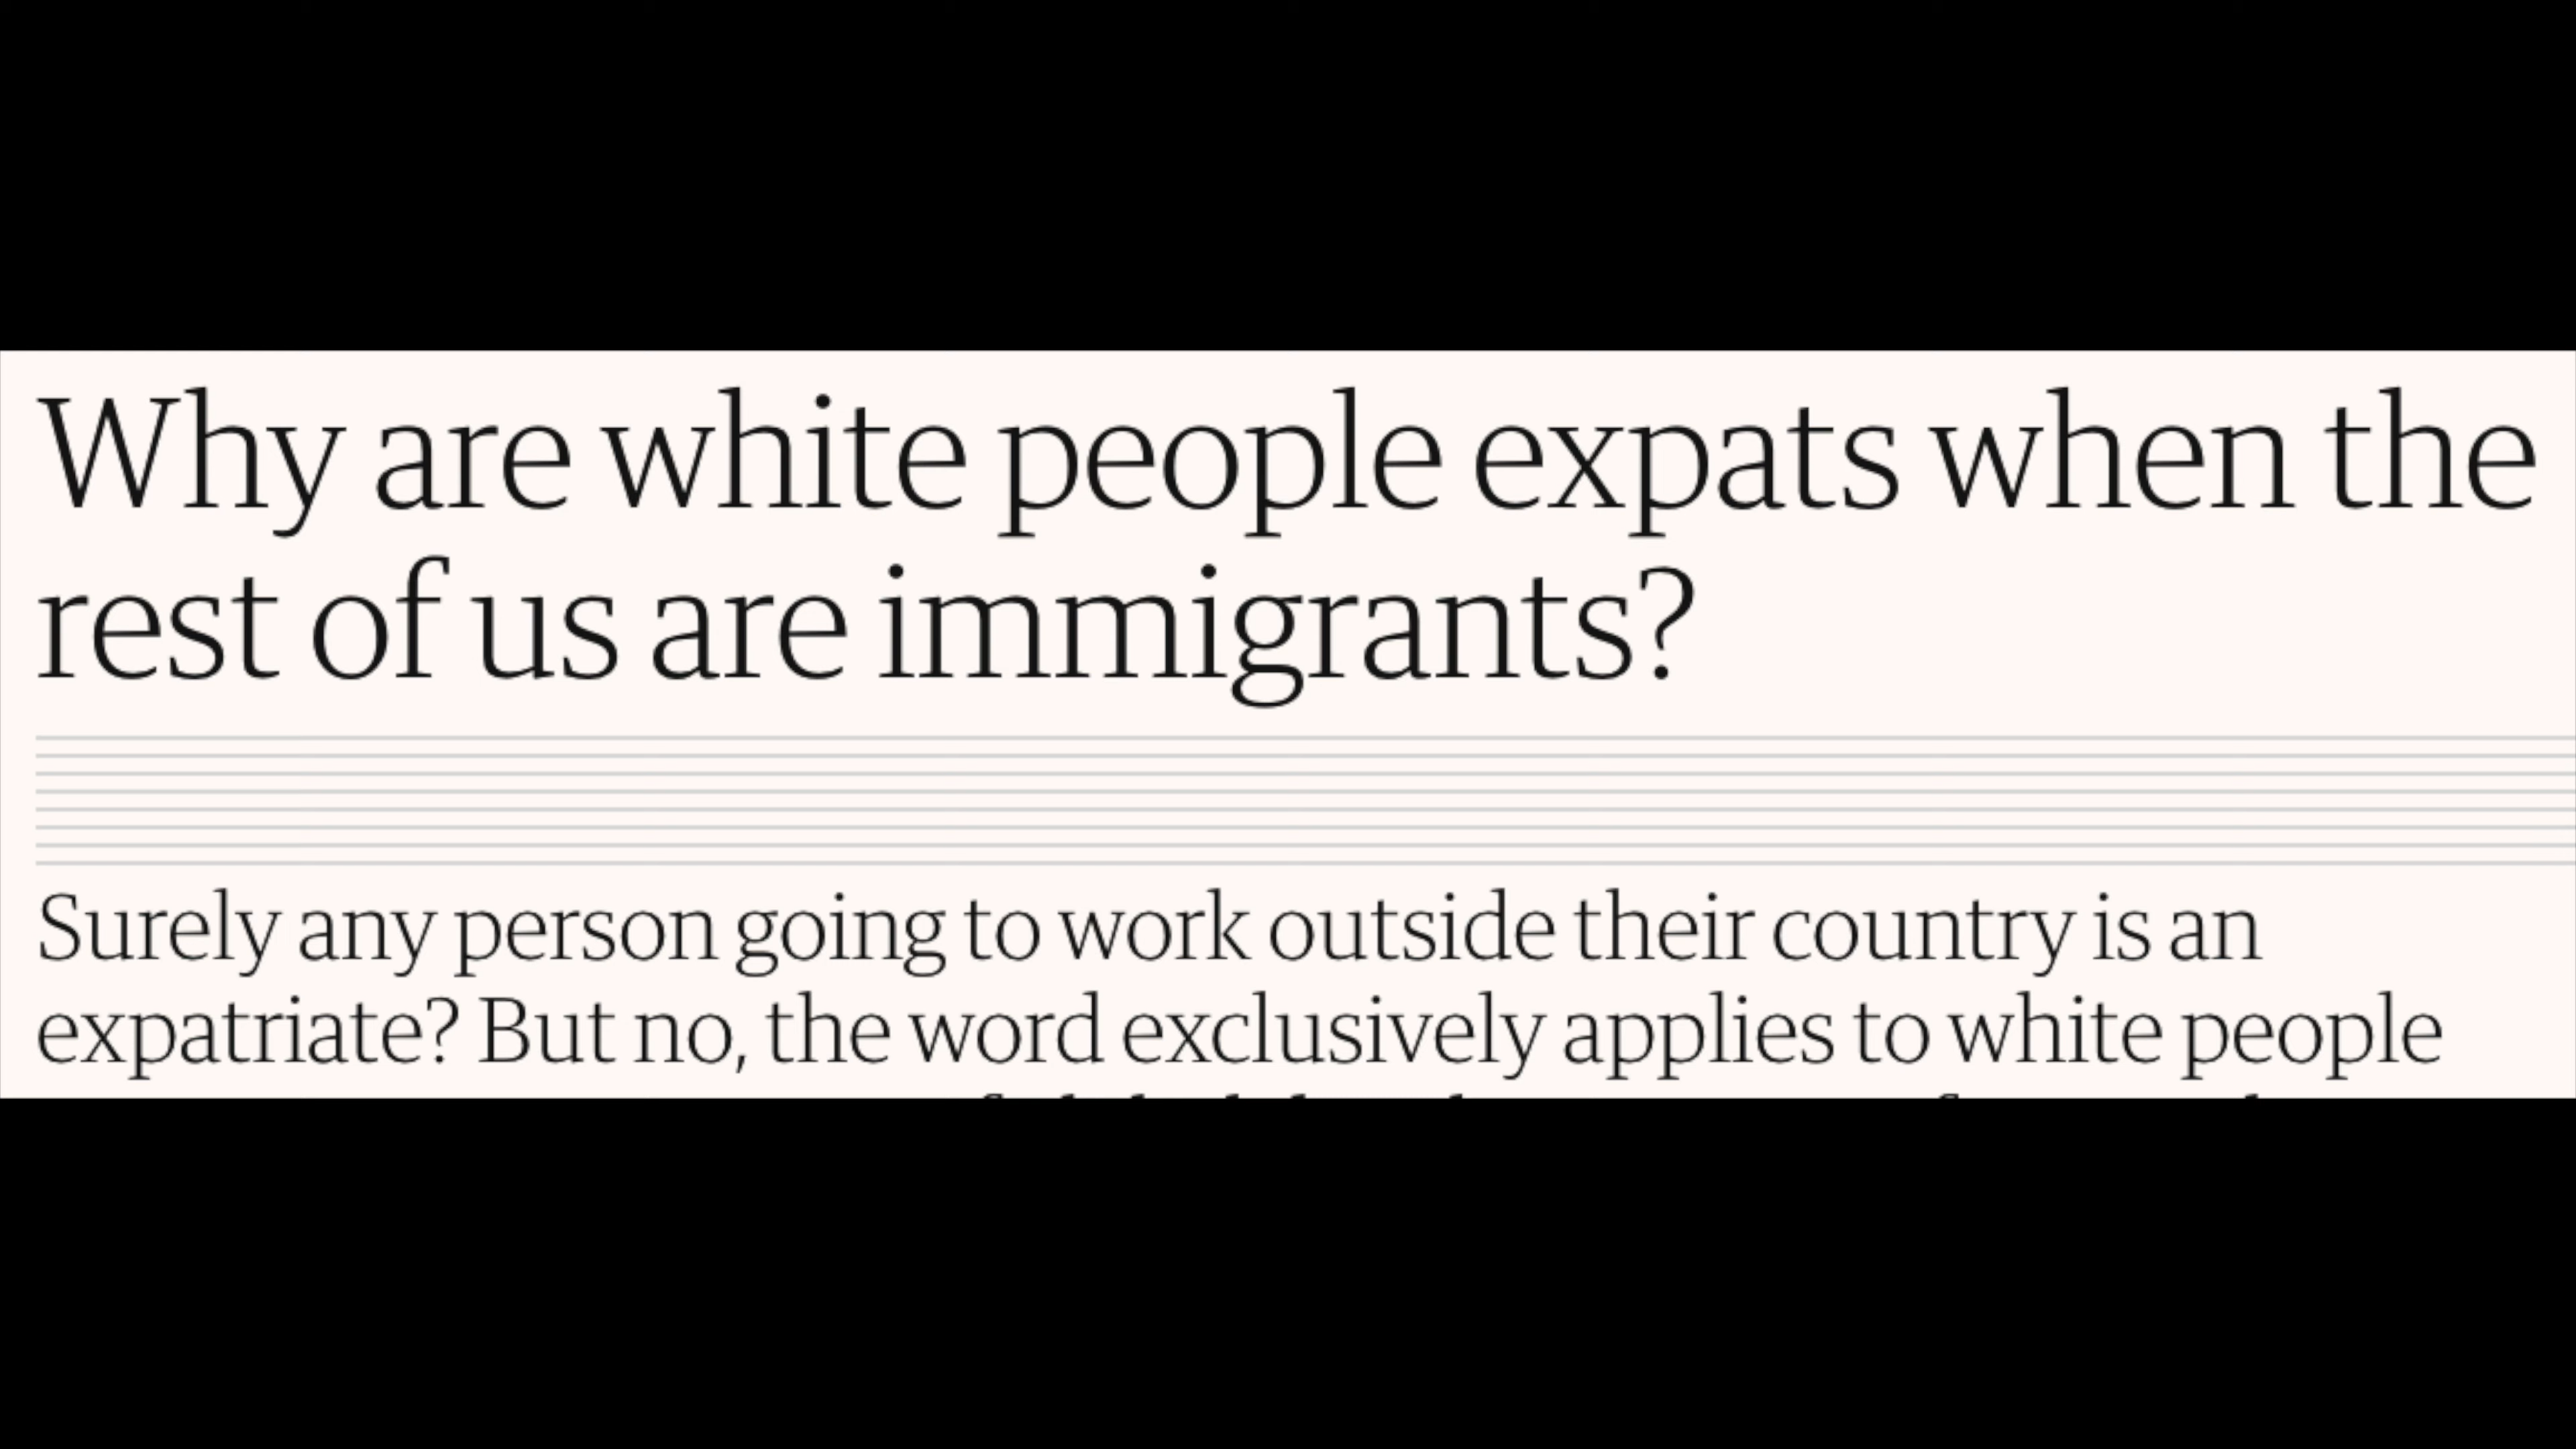 Why are white people expats when the
rest of us are immigrants?
Surely any person going to work outside their country is an
expatriate? But no, the word exclusively applies to white people